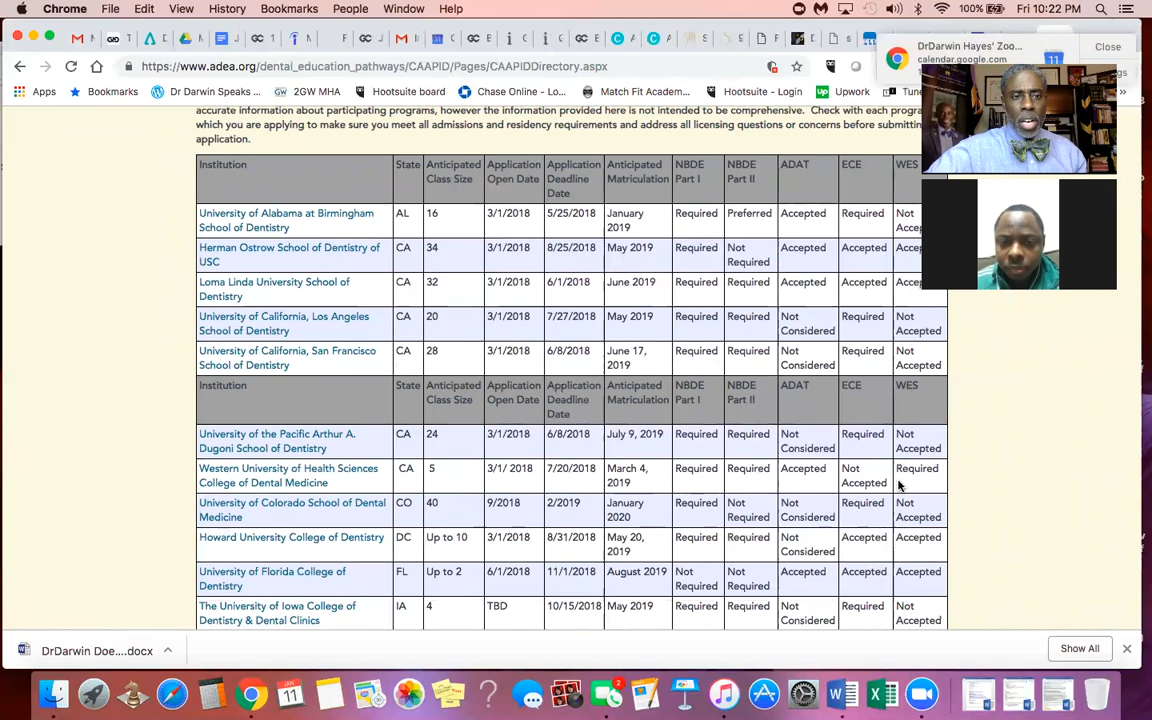 Chrome File Edit View History Bookmarks People Window Help 100% Fri 10:22 PM
https://www.adea.org/dental_education_pathways/CAAPID/Pages/CAAPIDDirectory.aspx
DrDarwin Hayes' Zoo...
calendar.google.com
Close
Apps Bookmarks Dr Darwin Speaks 2GW MHA Hootsuite board Chase Online - Lo... Match Fit Academ... Hootsuite - Login Upwork
accurate information about participating programs, however the information provided here is not intended to be comprehensive. Check with each
which you are applying to make sure you meet all admissions and residency requirements and address all licensing questions or concerns before submitting
application.
Institution State Anticipated Application Application Anticipated NBDE NBDE ADAT ECE WES
Class Size Open Date Deadline Matriculation Part I Part II
Date
University of Alabama at Birmingham AL 16 3/1/2018 5/25/2018 January Required Preferred Accepted Required Not
School of Dentistry 2019
Herman Ostrow School of Dentistry of CA 34 3/1/2018 8/25/2018 May 2019 Required Not Accepted Accepted
USC Required
Loma Linda University School of CA 32 3/1/2018 6/1/2018 June 2019 Required Required Accepted Accepted
Dentistry
University of California, Los Angeles CA 20 3/1/2018 7/27/2018 May 2019 Required Required Not Required Not
School of Dentistry Considered Accepted
University of California, San Francisco CA 28 3/1/2018 6/8/2018 June 17, Required Required Not Required Not
School of Dentistry 2019 Considered Accepted
Institution State Anticipated Application Application Anticipated NBDE NBDE ADAT ECE WES
Class Size Open Date Deadline Matriculation Part I Part II
Date
University of the Pacific Arthur A. CA 24 3/1/2018 6/8/2018 July 9, 2019 Required Required Not Required Not
Dugoni School of Dentistry Considered Accepted
Western University of Health Sciences CA 5 3/1/ 2018 7/20/2018 March 4, Required Required Accepted Not Required
College of Dental Medicine 2019 Accepted
University of Colorado School of Dental CO 40 9/2018 2/2019 January Required Not Not Required Not
Medicine 2020 Required Considered Accepted
Howard University College of Dentistry DC Up to 10 3/1/2018 8/31/2018 May 20, Required Not Not Accepted Accepted
2019 Required Considered
University of Florida College of FL Up to 2 6/1/2018 11/1/2018 August 2019 Not Not Accepted Accepted Accepted
Dentistry Required Required
The University of Iowa College of IA 4 TBD 10/15/2018 May 2019 Required Required Not Required Not
Dentistry & Dental Clinics Considered Accepted
DrDarwin Doe....docx
Show All